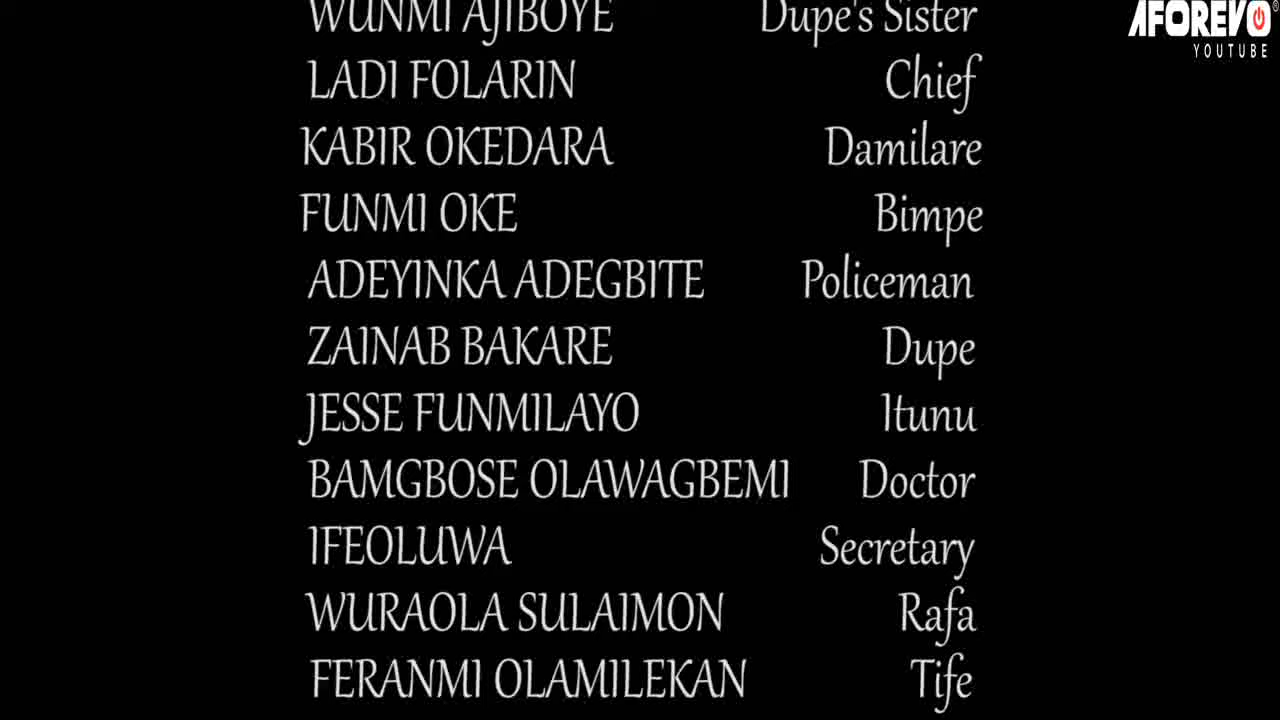 WUNMI AJIBOYE Dupe's Sister
LADI FOLARIN Chief
KABIR OKEDARA Damilare
FUNMI OKE Bimpe
ADEYINKA ADEGBITE Policeman
ZAINAB BAKARE Dupe
JESSE FUNMILAYO Itunu
BAMGBOSE OLAWAGBEMI Doctor
IFEOLUWA Secretary
WURAOLA SULAIMON Rafa
FERANMI OLAMILEKAN Tife
AFOREVO®
YOUTUBE